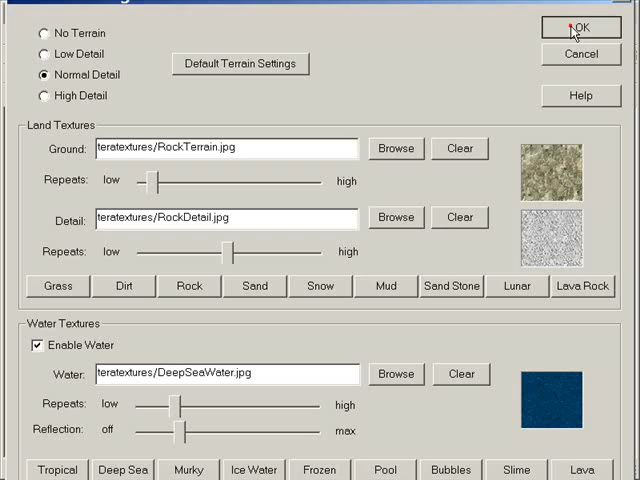 No Terrain
OK
Low Detail
Default Terrain Settings
Cancel
Normal Detail
High Detail
Help
Land Textures
Ground: teratextures/RockTerrain.jpg Browse Clear
Repeats: low high
Detail: teratextures/RockDetail.jpg Browse Clear
Repeats: low high
Grass Dirt Rock Sand Snow Mud Sand Stone Lunar Lava Rock
Water Textures
Enable Water
Water: teratextures/DeepSeaWater.jpg Browse Clear
Repeats: low high
Reflection: off max
Tropical Deep Sea Murky Ice Water Frozen Pool Bubbles Slime Lava